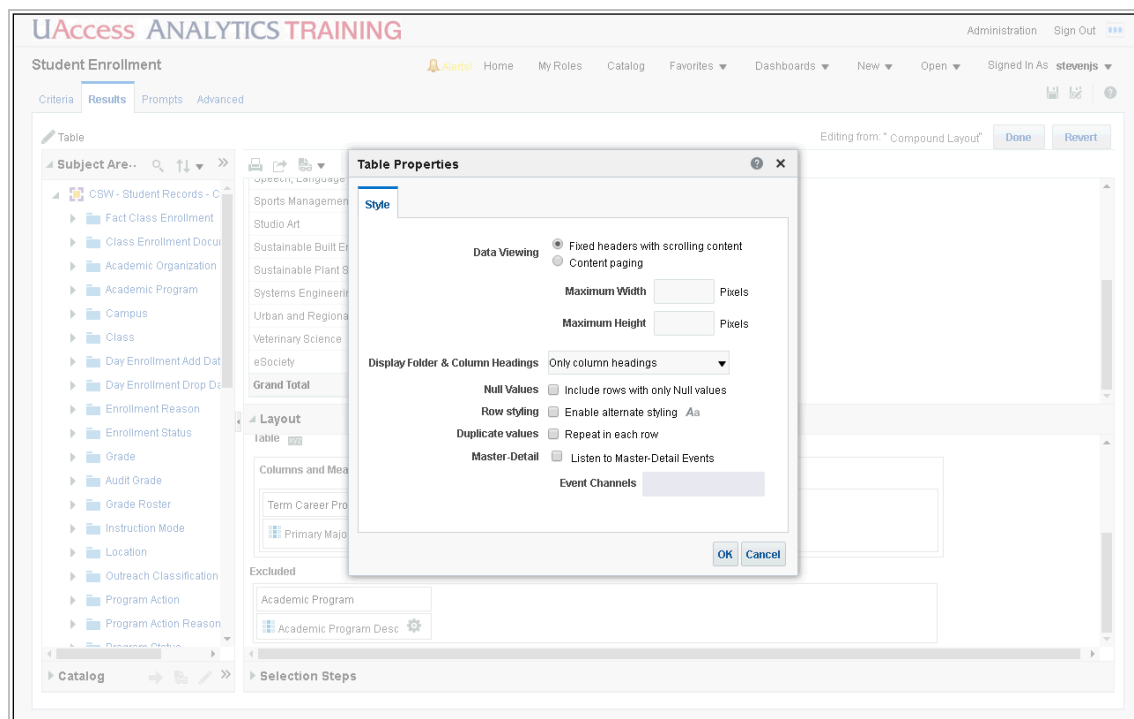 UAccess ANALYTICS TRAINING
Administration Sign Out
Student Enrollment
Alerts! Home My Roles Catalog Favorites Dashboards New Open Signed In As stevenjs
Criteria Results Prompts Advanced
Table
Editing from: " Compound Layout" Done Revert
Subject Are..
CSW - Student Records - C
Fact Class Enrollment
Class Enrollment Docu
Academic Organization
Academic Program
Campus
Class
Day Enrollment Add Dat
Day Enrollment Drop Da
Enrollment Reason
Enrollment Status
Grade
Audit Grade
Grade Roster
Instruction Mode
Location
Outreach Classification
Program Action
Program Action Reason
Program Status
Catalog
Speech, Language
Sports Managemen
Studio Art
Sustainable Built Er
Sustainable Plant S
Systems Engineerin
Urban and Regiona
Veterinary Science
eSociety
Grand Total
Layout
Table
Columns and Mea
Term Career Pro
Primary Majo
Excluded
Academic Program
Academic Program Desc
Selection Steps
Table Properties
Style
Data Viewing Fixed headers with scrolling content
Content paging
Maximum Width Pixels
Maximum Height Pixels
Display Folder & Column Headings Only column headings
Null Values Include rows with only Null values
Row styling Enable alternate styling Aa
Duplicate values Repeat in each row
Master-Detail Listen to Master-Detail Events
Event Channels
OK Cancel